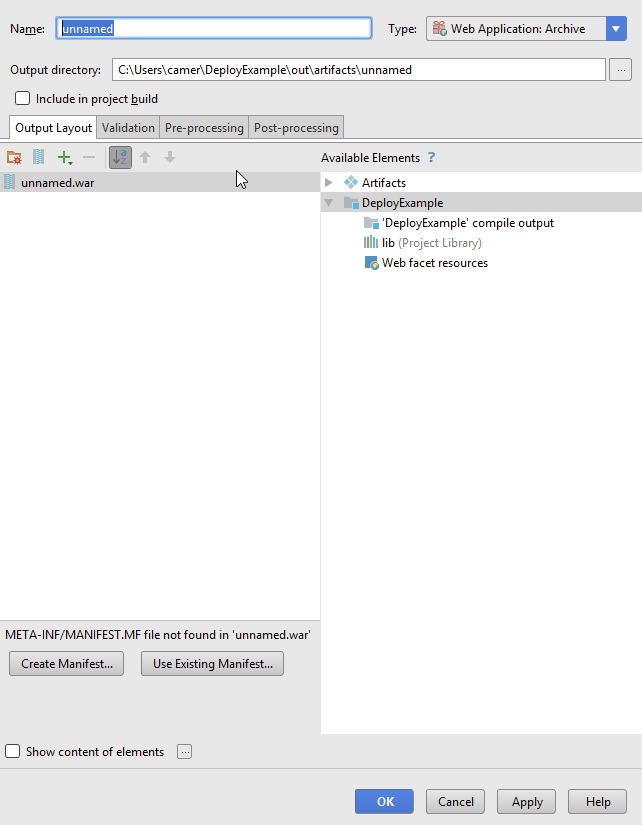 Name: unnamed Type: Web Application: Archive
Output directory: C:\Users\camer\DeployExample\out\artifacts\unnamed ...
Include in project build
Output Layout Validation Pre-processing Post-processing
Available Elements ?
unnamed.war
Artifacts
DeployExample
'DeployExample' compile output
lib (Project Library)
Web facet resources
META-INF/MANIFEST.MF file not found in 'unnamed.war'
Create Manifest... Use Existing Manifest...
Show content of elements ...
OK Cancel Apply Help